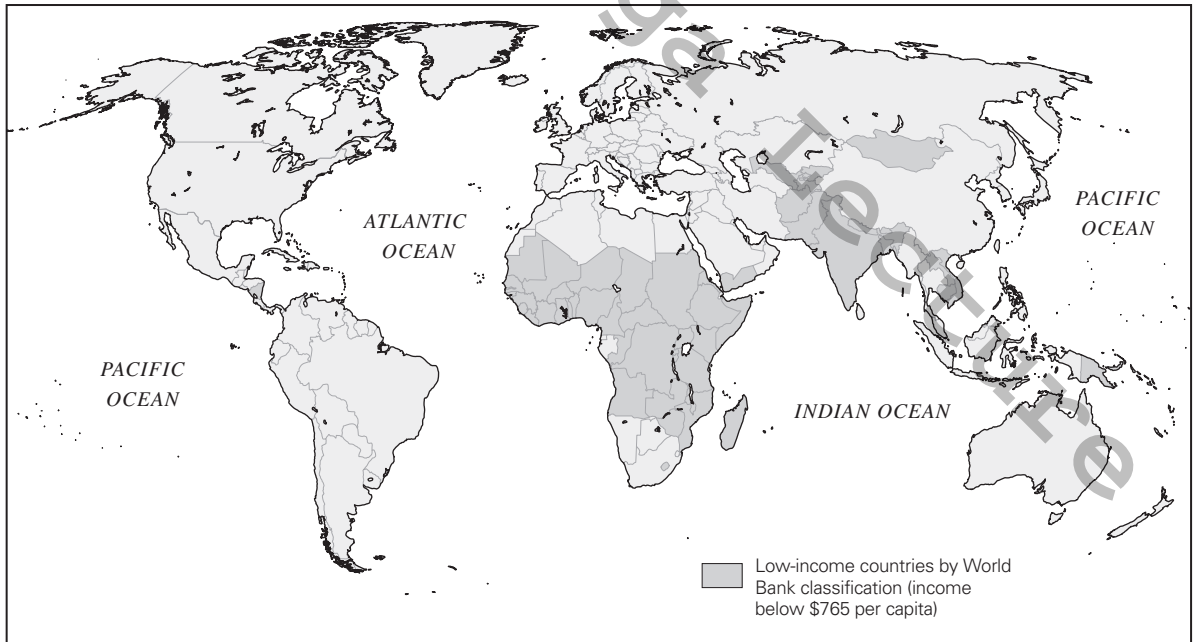 ATLANTIC
OCEAN
PACIFIC
OCEAN
PACIFIC
OCEAN
INDIAN OCEAN
Low-income countries by World
Bank classification (income
below $765 per capita)
Lecture